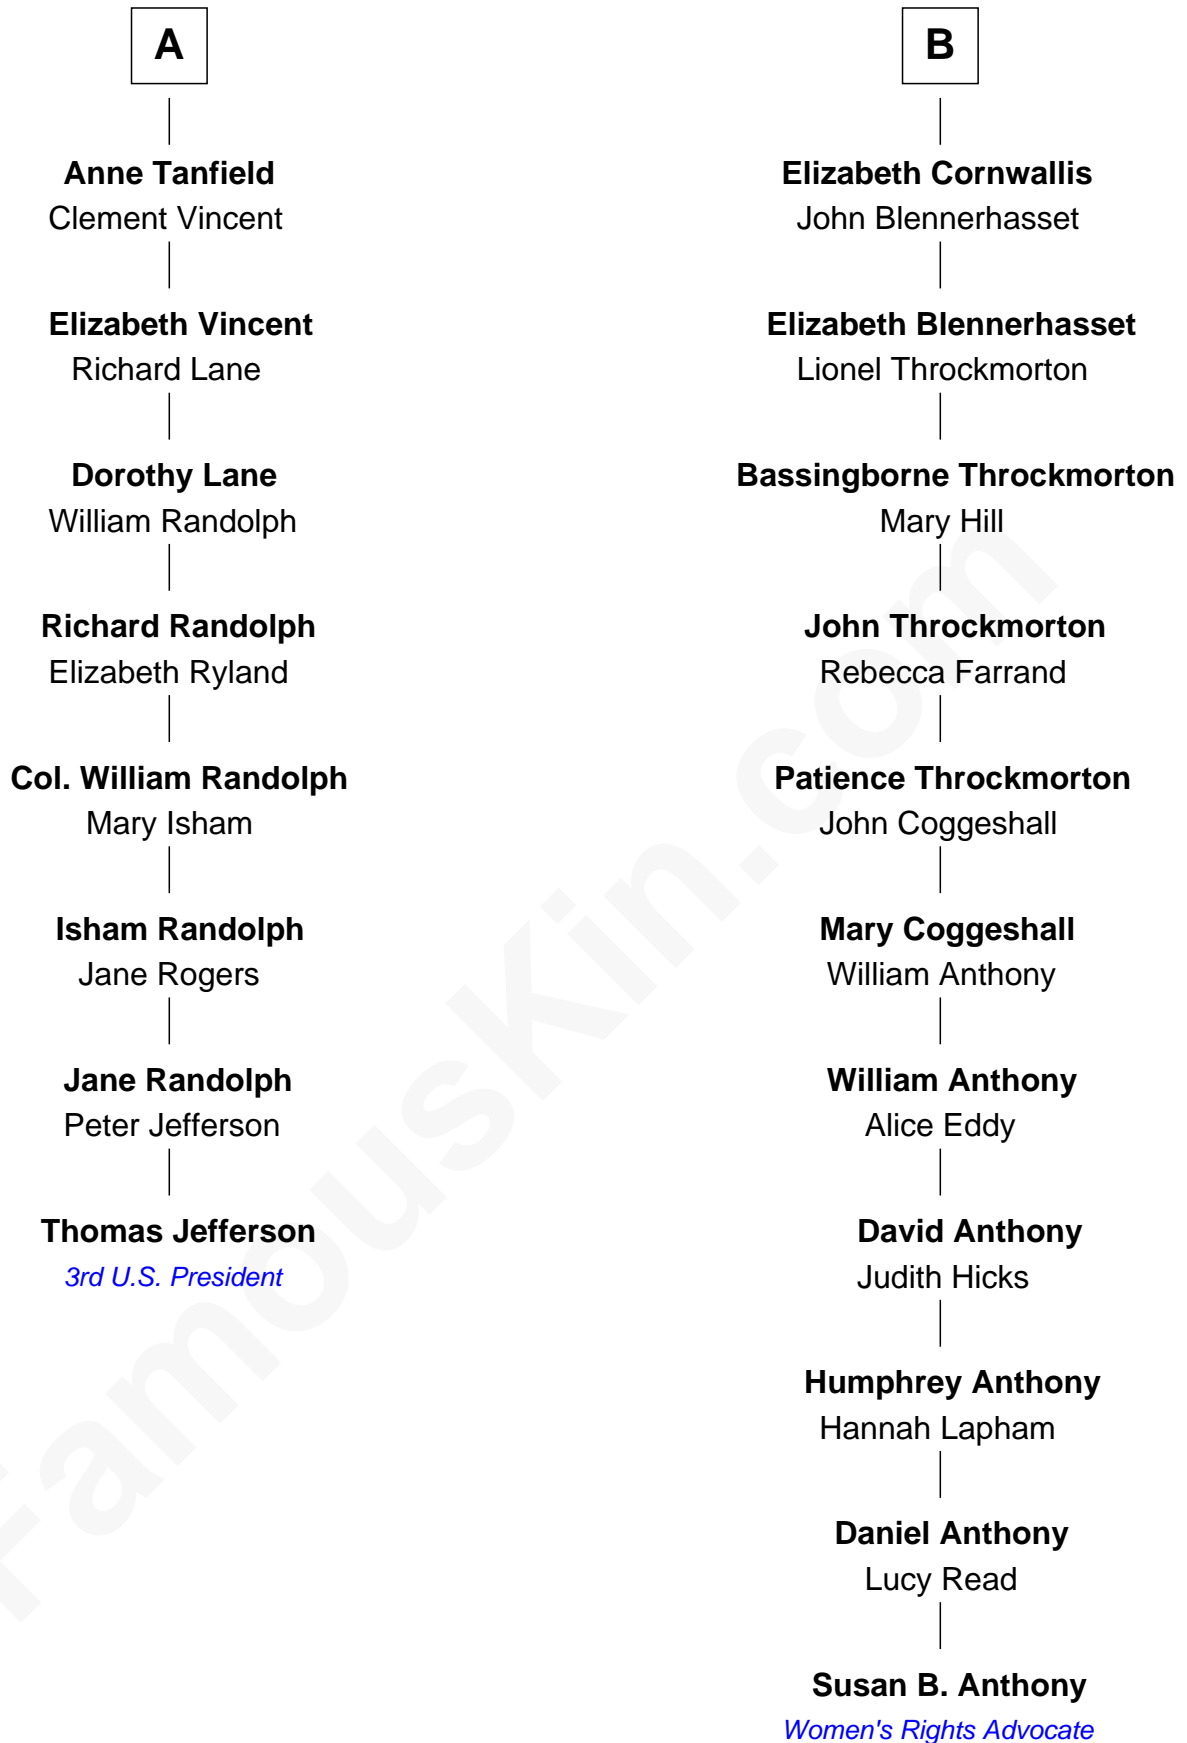 A
Anne Tanfield
Clement Vincent
Elizabeth Vincent
Richard Lane
Dorothy Lane
William Randolph
Richard Randolph
Elizabeth Ryland
Col. William Randolph
Mary Isham
Isham Randolph
Jane Rogers
Jane Randolph
Peter Jefferson
Thomas Jefferson
3rd U.S. President
B
Elizabeth Cornwallis
John Blennerhasset
Elizabeth Blennerhasset
Lionel Throckmorton
Bassingborne Throckmorton
Mary Hill
John Throckmorton
Rebecca Farrand
Patience Throckmorton
John Coggeshall
Mary Coggeshall
William Anthony
William Anthony
Alice Eddy
David Anthony
Judith Hicks
Humphrey Anthony
Hannah Lapham
Daniel Anthony
Lucy Read
Susan B. Anthony
Women's Rights Advocate
FamousKin.com